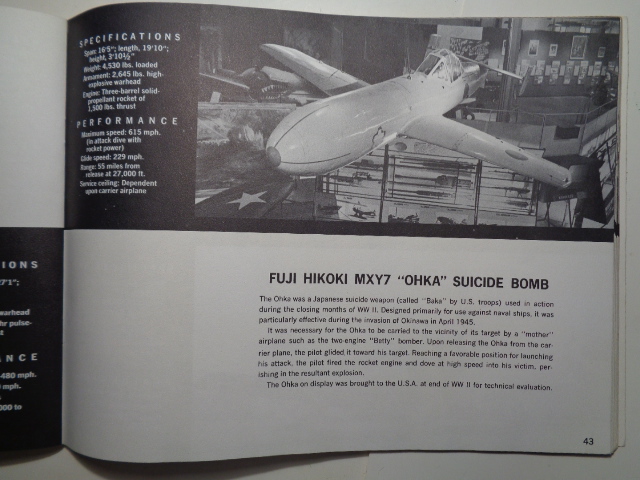 SPECIFICATIONS
Span: 16'5"; length, 19'10";
height, 3'10½"
Weight: 4,530 lbs. loaded
Armament: 2,645 lbs. high-
explosive warhead
Engine: Three-barrel solid-
propellant rocket of
1,500 lbs. thrust
PERFORMANCE
Maximum speed: 615 mph.
(in attack dive with
rocket power)
Glide speed: 229 mph.
Range: 55 miles from
release at 27,000 ft.
Service ceiling: Dependent
upon carrier airplane
IONS
27'1";
warhead
hr pulse-
t
ANCE
480 mph.
mph.
000 to
FUJI HIKOKI MXY7 "OHKA" SUICIDE BOMB
The Ohka was a Japanese suicide weapon (called "Baka" by U.S. troops) used in action
during the closing months of WW II. Designed primarily for use against naval ships, it was
particularly effective during the invasion of Okinawa in April 1945.
It was necessary for the Ohka to be carried to the vicinity of its target by a "mother"
airplane such as the two-engine "Betty" bomber. Upon releasing the Ohka from the car-
rier plane, the pilot glided it toward his target. Reaching a favorable position for launching
his attack, the pilot fired the rocket engine and dove at high speed into his victim, per-
ishing in the resultant explosion.
The Ohka on display was brought to the U.S.A. at end of WW II for technical evaluation.
43